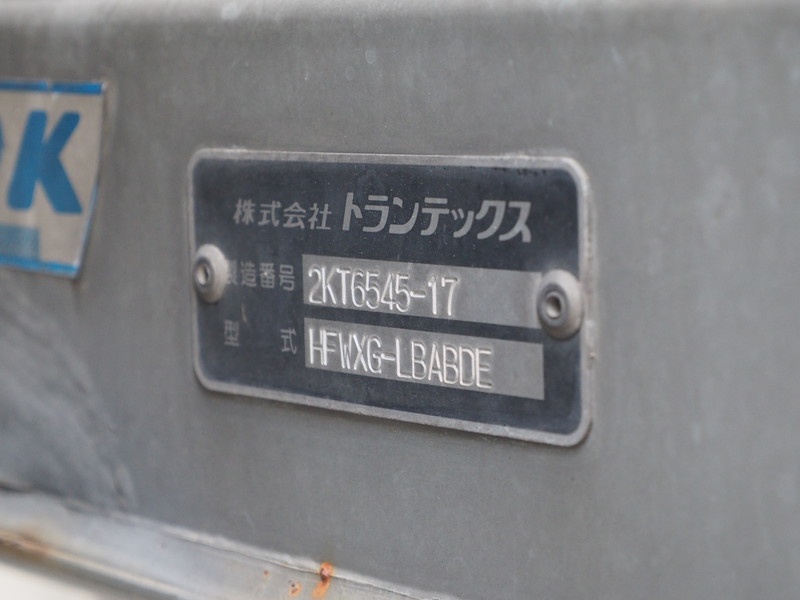 OK
株式会社 トランテックス
製造番号 2KT6545-17
型式 HFWXG-LBABDE